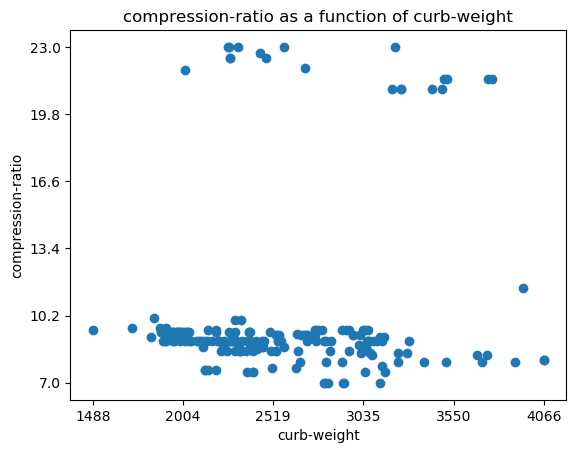 compression-ratio as a function of curb-weight
23.0
19.8
16.6
13.4
10.2
7.0
compression-ratio
1488 2004 2519 3035 3550 4066
curb-weight